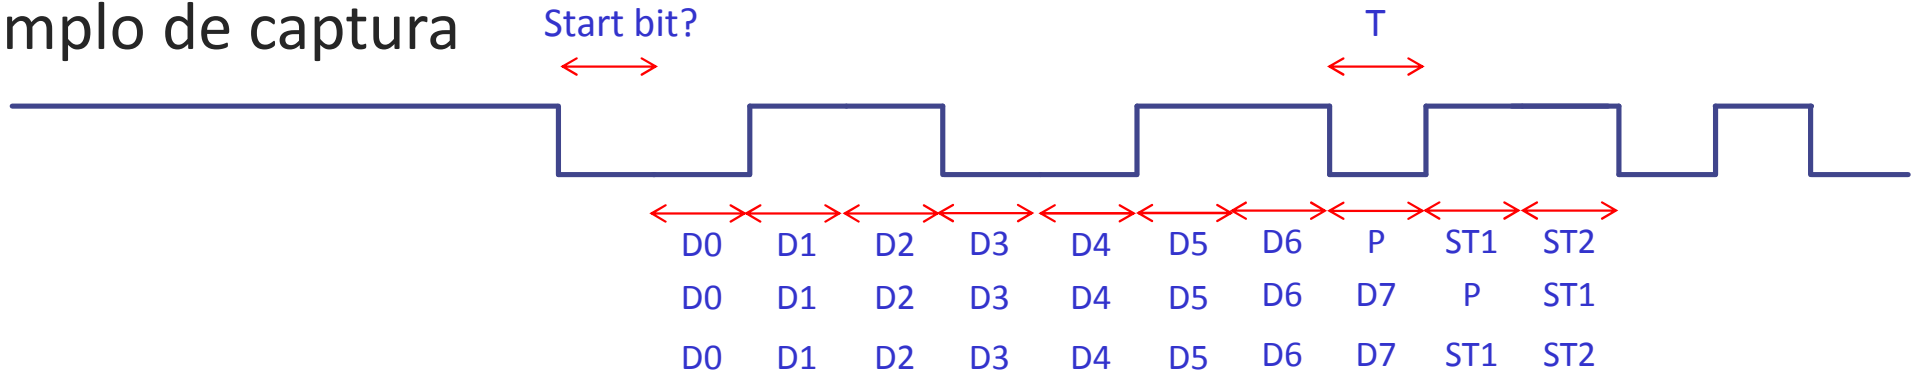 mplo de captura
Start bit?
T
D0 D1 D2 D3 D4 D5 D6 P ST1 ST2
D0 D1 D2 D3 D4 D5 D6 D7 P ST1
D0 D1 D2 D3 D4 D5 D6 D7 ST1 ST2